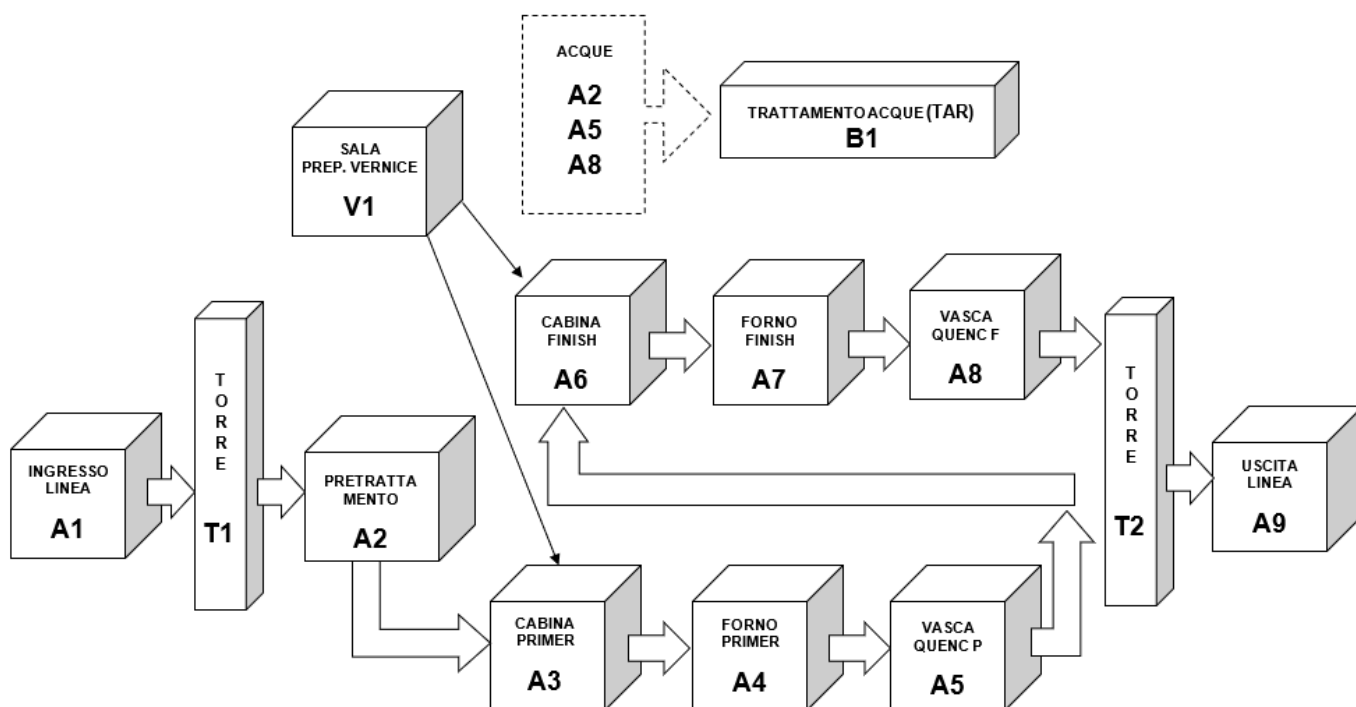 ACQUE
A2
A5
A8
TRATTAMENTO ACQUE (TAR)
B1
SALA
PREP. VERNICE
V1
CABINA
FINISH
A6
FORNO
FINISH
A7
VASCA
QUENC F
A8
TORRE
T2
USCITA
LINEA
A9
INGRESSO
LINEA
A1
TORRE
T1
PRETRATTA
MENTO
A2
CABINA
PRIMER
A3
FORNO
PRIMER
A4
VASCA
QUENC P
A5